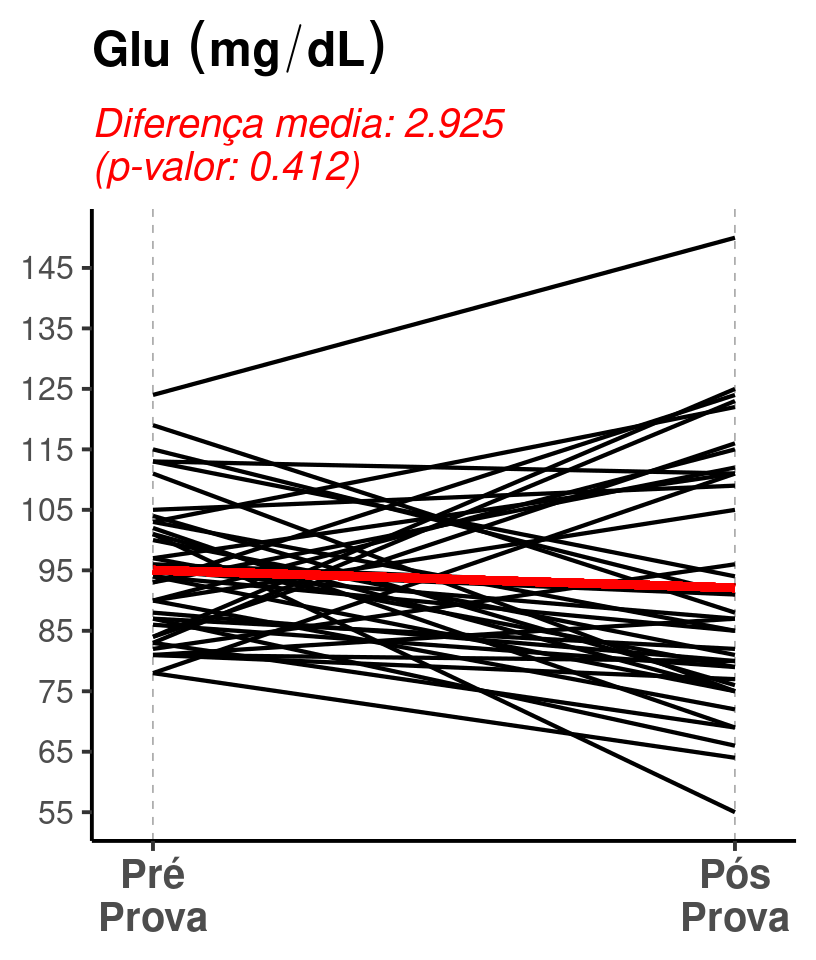 Glu (mg/dL)
Diferença media: 2.925
(p-valor: 0.412)
145
135
125
115
105
95
85
75
65
55
Pré
Prova
Pós
Prova